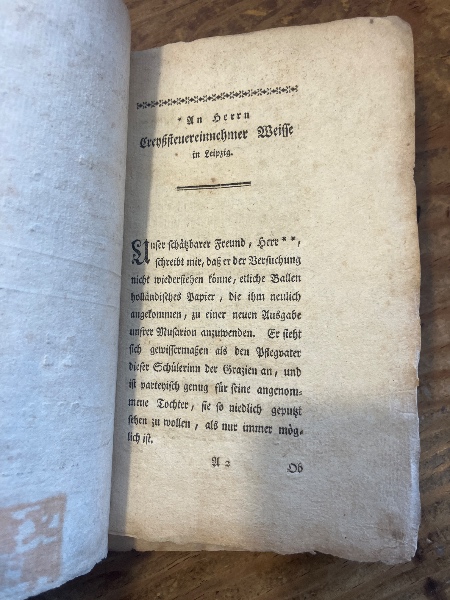 * An Herrn
Creyßsteuereinnehmer Weisse
in Leipzig.
Unser schätzbarer Freund, Herr * *,
schreibt mir, daß er der Versuchung
nicht wiederstehen könne, etliche Ballen
holländisches Papier, die ihm neulich
angekommen, zu einer neuen Ausgabe
unsrer Musarion anzuwenden. Er sieht
sich gewissermaßen als den Pflegvater
dieser Schülerinn der Grazien an, und
ist parteyisch genug für seine angenom-
mene Tochter, sie so niedlich geputzt
sehen zu wollen, als nur immer mög-
lich ist.
A 2
Ob